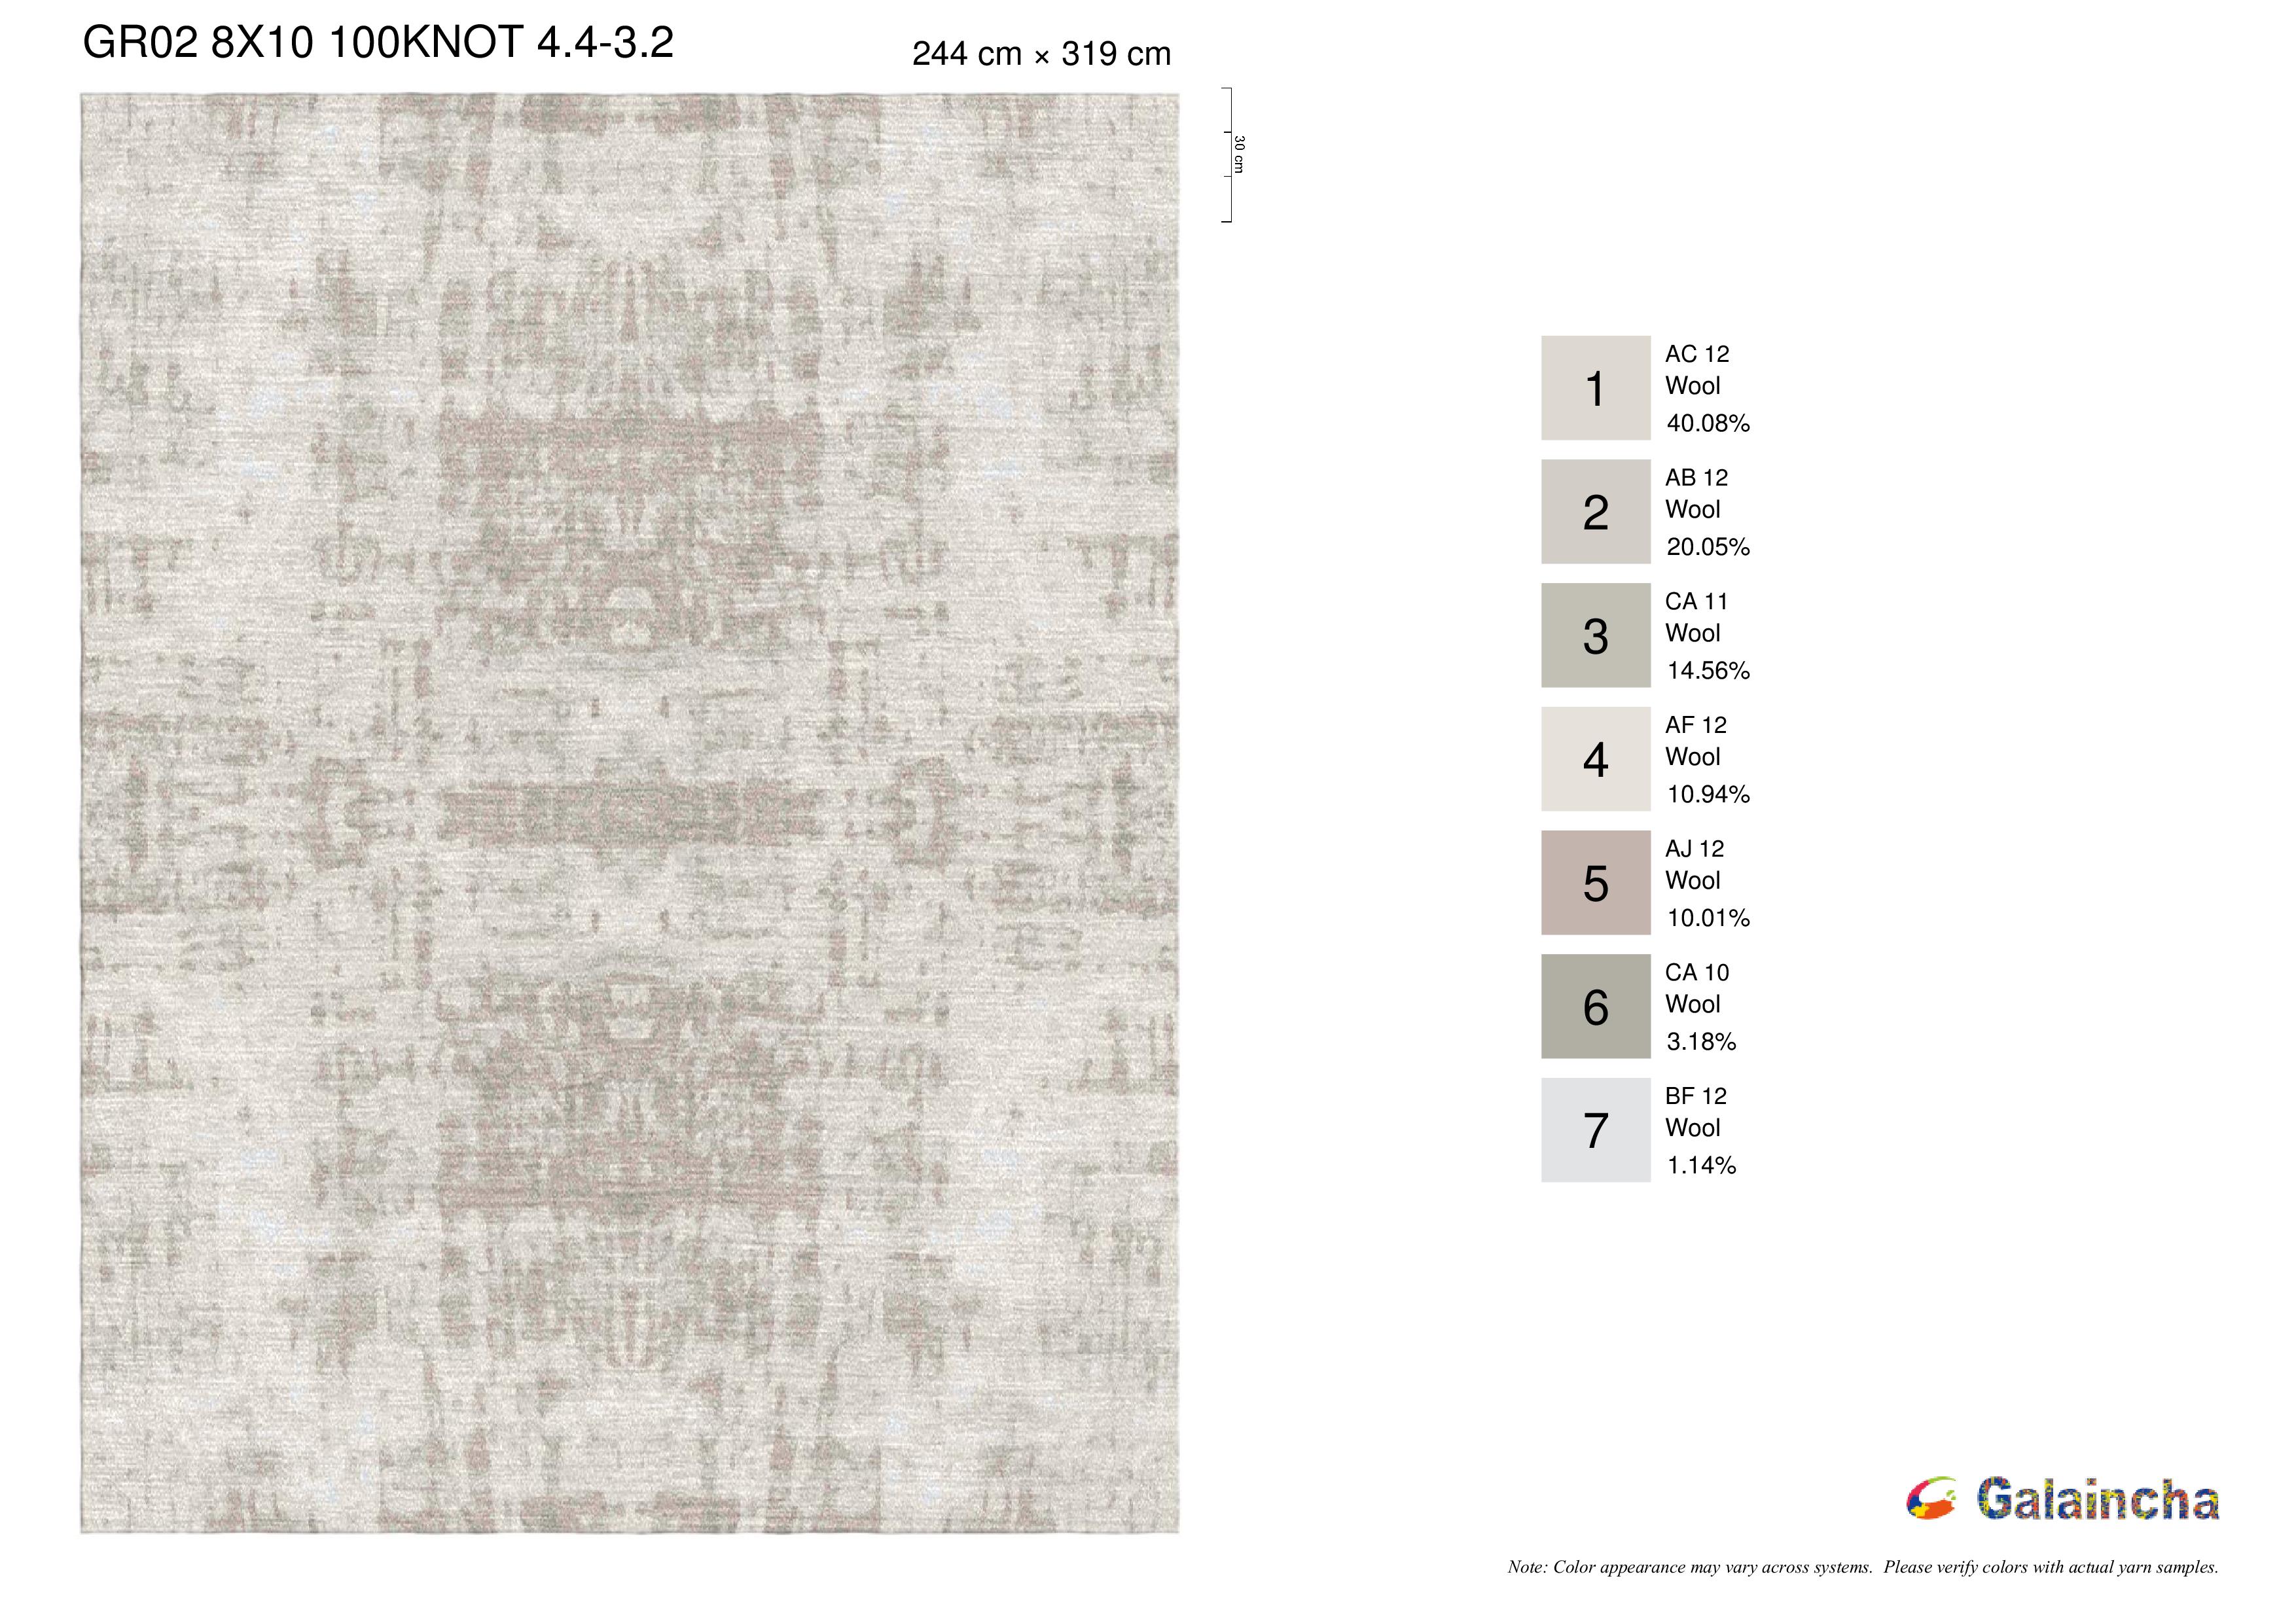 GR02 8X10 100KNOT 4.4-3.2
244 cm × 319 cm
30 cm
1
AC 12
Wool
40.08%
2
AB 12
Wool
20.05%
3
CA 11
Wool
14.56%
4
AF 12
Wool
10.94%
5
AJ 12
Wool
10.01%
6
CA 10
Wool
3.18%
7
BF 12
Wool
1.14%
Galaincha
Note: Color appearance may vary across systems. Please verify colors with actual yarn samples.